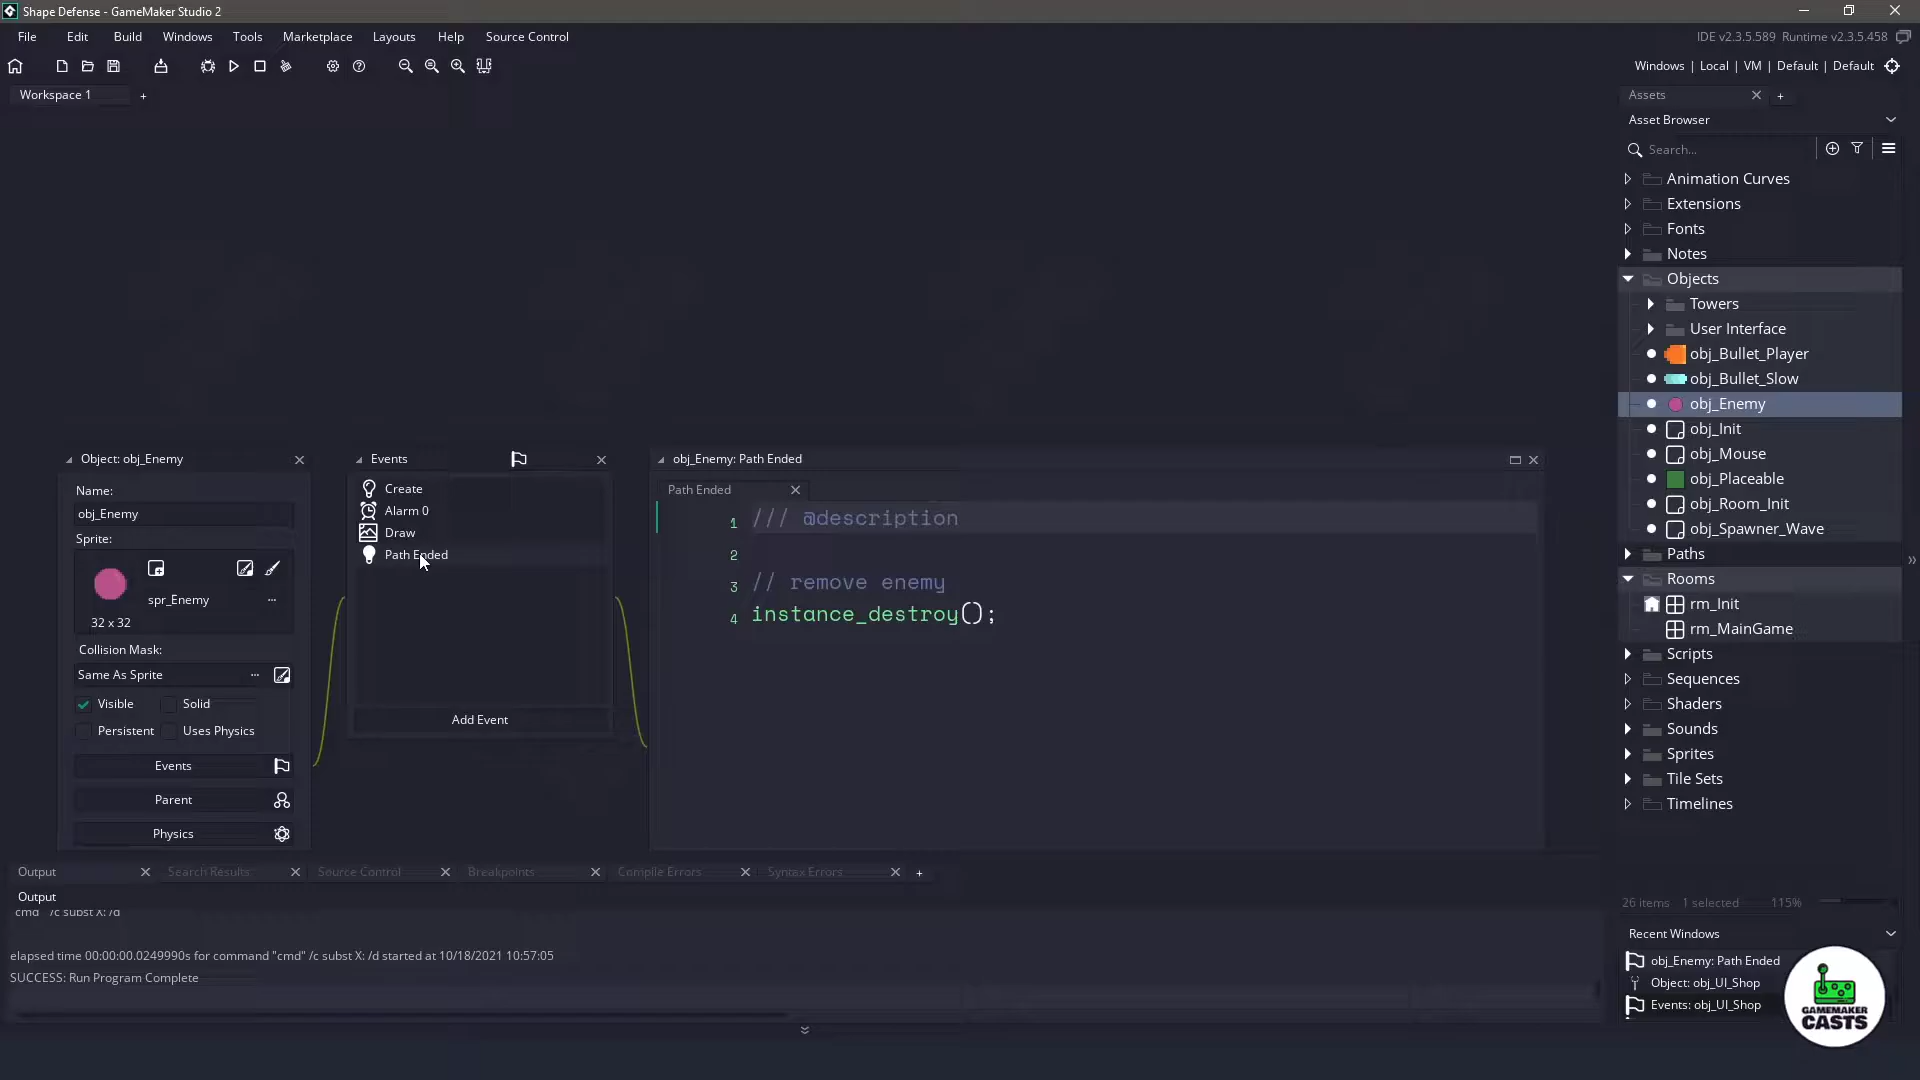 Shape Defense - GameMaker Studio 2
File Edit Build Windows Tools Marketplace Layouts Help Source Control
IDE v2.3.5.589 Runtime v2.3.5.458
Windows | Local | VM | Default | Default
Workspace 1 +
Assets
Asset Browser
Search...
Animation Curves
Extensions
Fonts
Notes
Objects
Towers
User Interface
obj_Bullet_Player
obj_Bullet_Slow
obj_Enemy
obj_Init
obj_Mouse
obj_Placeable
obj_Room_Init
obj_Spawner_Wave
Paths
Rooms
rm_Init
rm_MainGame
Scripts
Sequences
Shaders
Sounds
Sprites
Tile Sets
Timelines
26 items 1 selected 115%
Recent Windows
obj_Enemy: Path Ended
Object: obj_UI_Shop
Events: obj_UI_Shop
GAMEMAKER
CASTS
Object: obj_Enemy
Name:
obj_Enemy
Sprite:
spr_Enemy
32 x 32
Collision Mask:
Same As Sprite
Visible Solid
Persistent Uses Physics
Events
Parent
Physics
Events
Create
Alarm 0
Draw
Path Ended
Add Event
obj_Enemy: Path Ended
Path Ended
1 /// @description
2
3 // remove enemy
4 instance_destroy();
Output Search Results Source Control Breakpoints Compile Errors Syntax Errors +
Output
cmd" /c subst X: /d
elapsed time 00:00:00.0249990s for command "cmd" /c subst X: /d started at 10/18/2021 10:57:05
SUCCESS: Run Program Complete